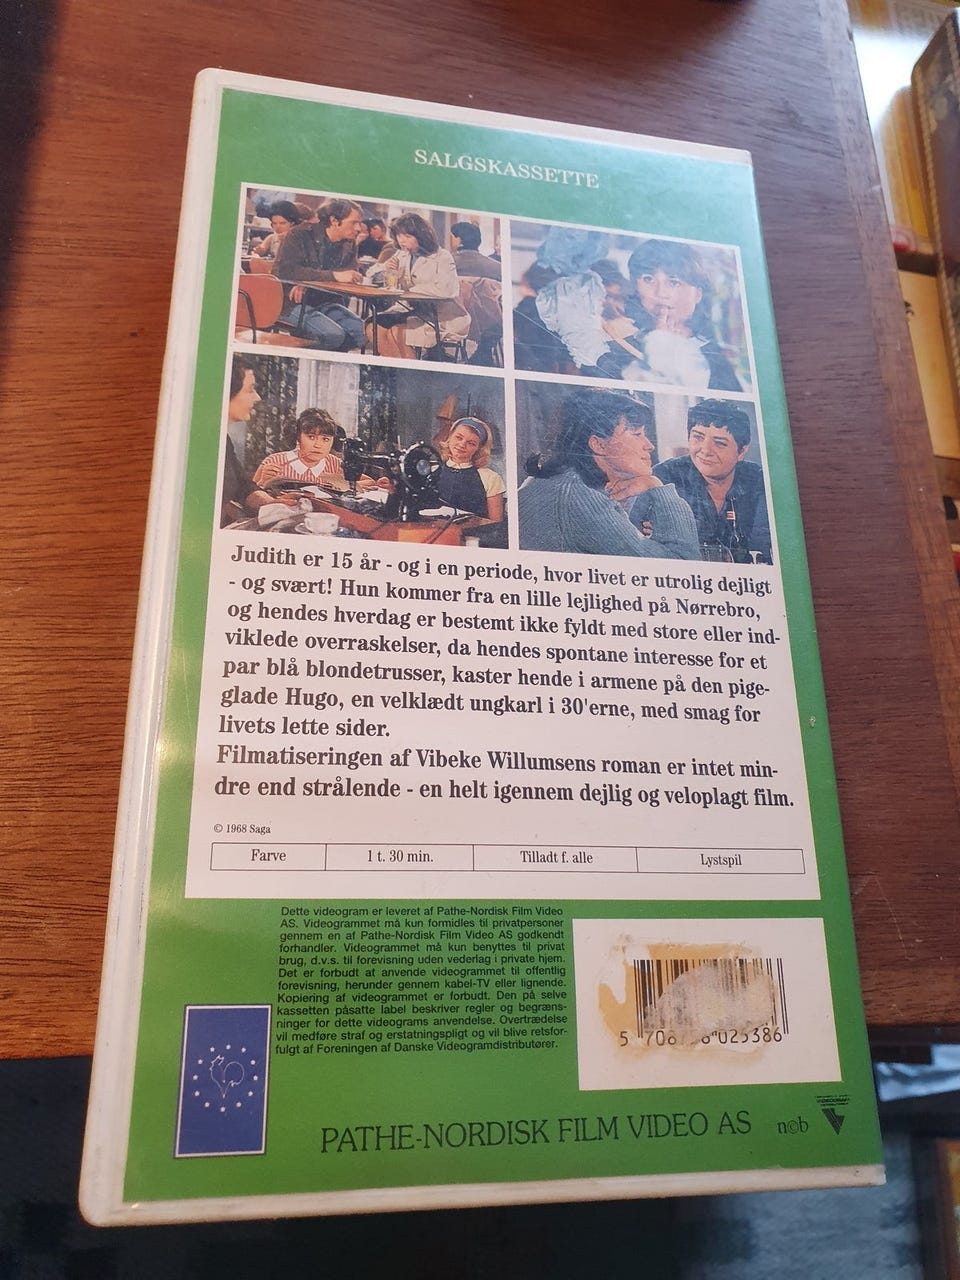 SALGSKASSETTE
Judith er 15 år - og i en periode, hvor livet er utrolig dejligt
- og svært! Hun kommer fra en lille lejlighed på Nørrebro,
og hendes hverdag er bestemt ikke fyldt med store eller ind-
viklede overraskelser, da hendes spontane interesse for et
par blå blondetrusser, kaster hende i armene på den pige-
glade Hugo, en velklædt ungkarl i 30'erne, med smag for
livets lette sider.
Filmatiseringen af Vibeke Willumsens roman er intet min-
dre end strålende - en helt igennem dejlig og veloplagt film.
© 1968 Saga
Farve 1 t. 30 min. Tilladt f. alle Lystspil
Dette videogram er leveret af Pathe-Nordisk Film Video
AS. Videogrammet må kun formidles til privatpersoner
gennem en af Pathe-Nordisk Film Video AS godkendt
forhandler. Videogrammet må kun benyttes til privat
brug, d.v.s. til forevisning uden vederlag i private hjem.
Det er forbudt at anvende videogrammet til offentlig
forevisning, herunder gennem kabel-TV eller lignende.
Kopiering af videogrammet er forbudt. Den på selve
kassetten påsatte label beskriver regler og begræns-
ninger for dette videograms anvendelse. Overtrædelse
vil medføre straf og erstatningspligt og vil blive retsfor-
fulgt af Foreningen af Danske Videogramdistributører.
PATHE-NORDISK FILM VIDEO AS n©b